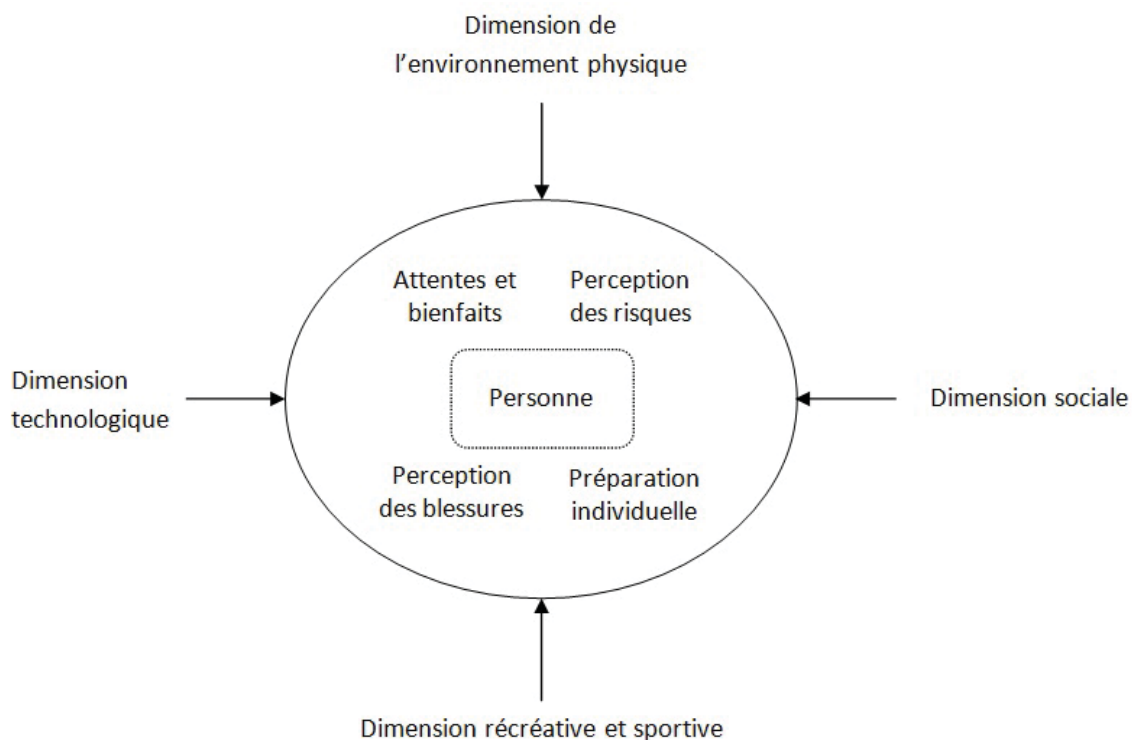 Dimension de
l’environnement physique
Attentes et
bienfaits
Perception
des risques
Dimension
technologique
Personne
Dimension sociale
Perception
des blessures
Préparation
individuelle
Dimension récréative et sportive